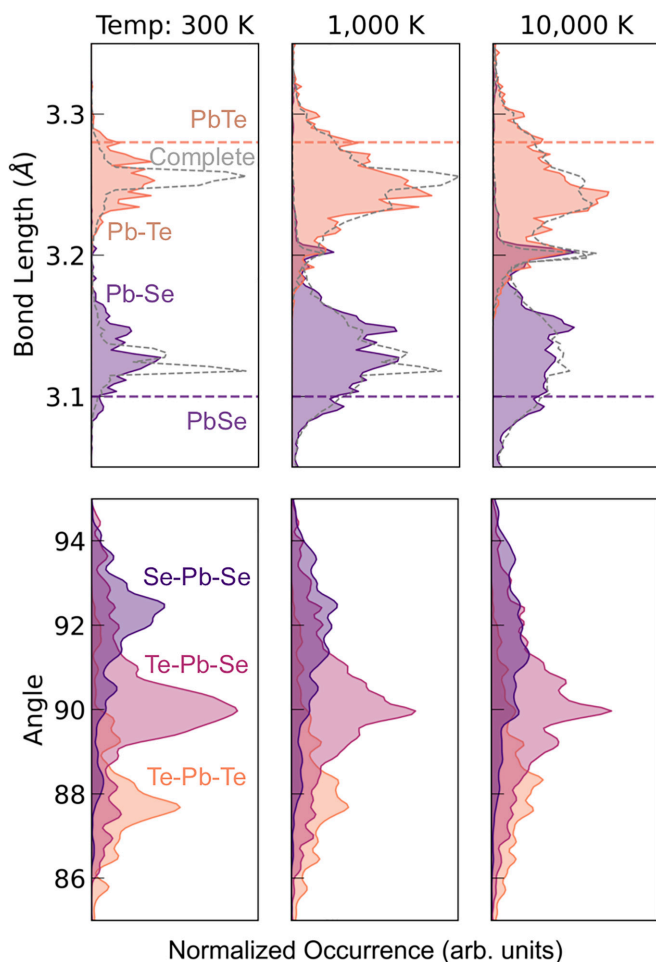 Temp: 300 K 1,000 K 10,000 K
3.3
PbTe
Complete
Pb-Te
3.2
Pb-Se
3.1
PbSe
Bond Length (Å)
94
Se-Pb-Se
92
Te-Pb-Se
90
Te-Pb-Te
88
86
Angle
Normalized Occurrence (arb. units)